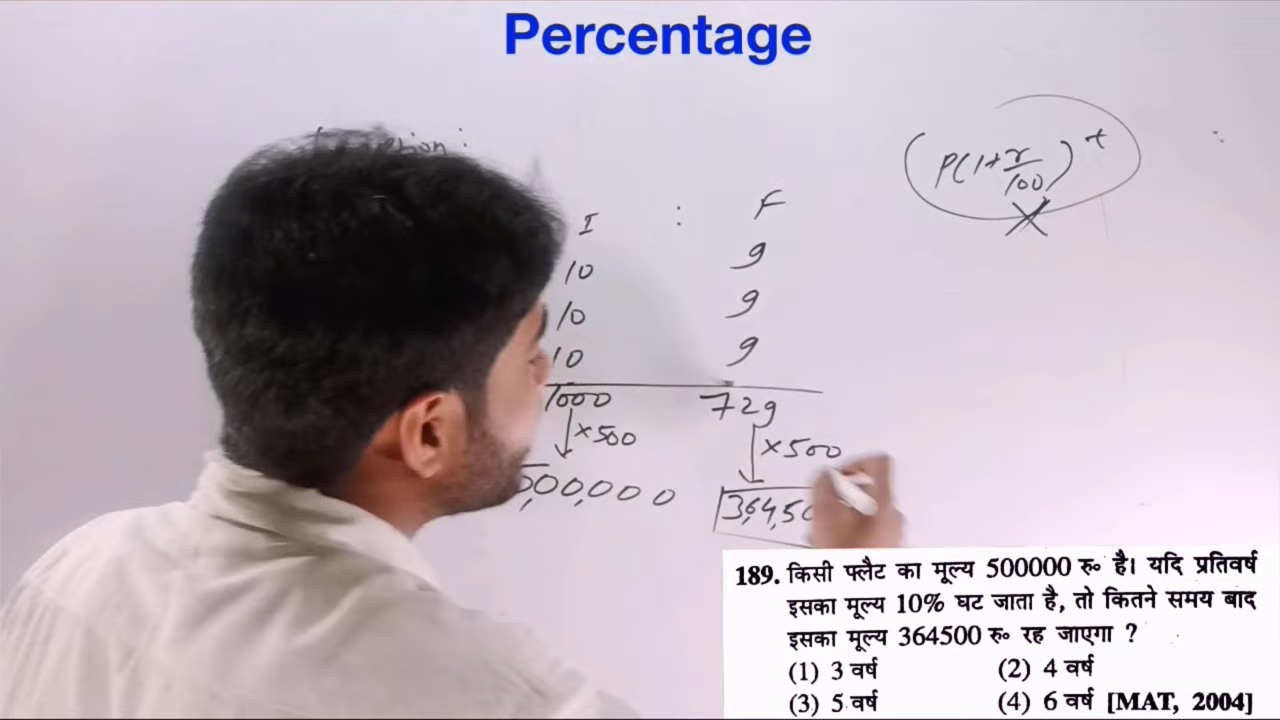 Percentage
P(1+r/100)^t
I : F
10 9
10 9
10 9
1000 729
×500 ×500
500,000 3,64,50
189. किसी फ्लैट का मूल्य 500000 रु० है। यदि प्रतिवर्ष
इसका मूल्य 10% घट जाता है, तो कितने समय बाद
इसका मूल्य 364500 रु० रह जाएगा ?
(1) 3 वर्ष (2) 4 वर्ष
(3) 5 वर्ष (4) 6 वर्ष [MAT, 2004]